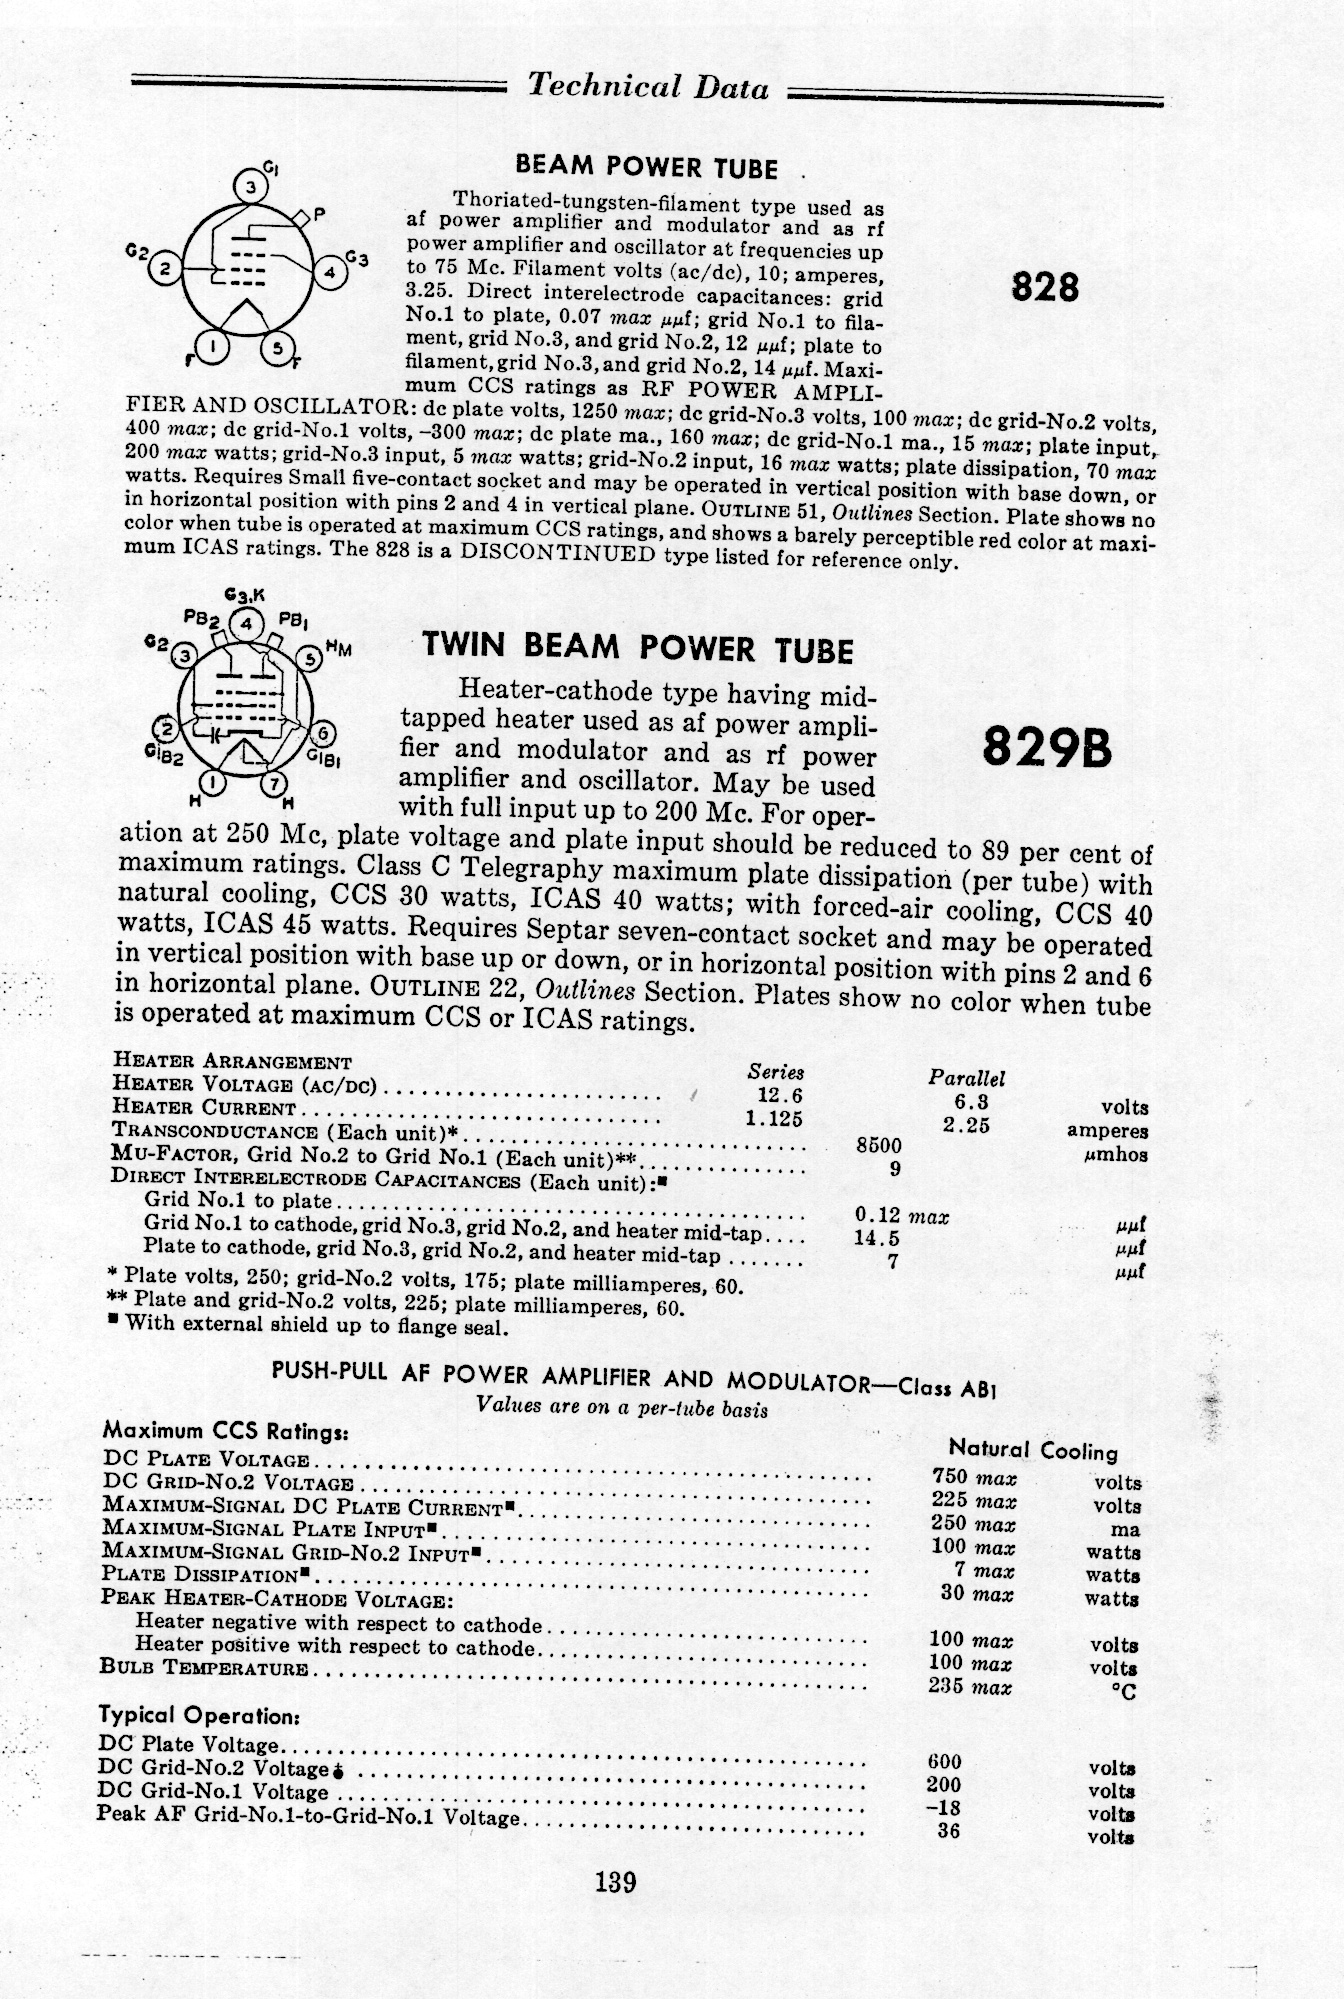 Technical Data
G1
3
P
G2
2
4
G3
1
5
F
F
BEAM POWER TUBE
828
Thoriated-tungsten-filament type used as
af power amplifier and modulator and as rf
power amplifier and oscillator at frequencies up
to 75 Mc. Filament volts (ac/dc), 10; amperes,
3.25. Direct interelectrode capacitances: grid
No.1 to plate, 0.07 max μμf; grid No.1 to fila-
ment, grid No.3, and grid No.2, 12 μμf; plate to
filament, grid No.3, and grid No.2, 14 μμf. Maxi-
mum CCS ratings as RF POWER AMPLI-
FIER AND OSCILLATOR: dc plate volts, 1250 max; dc grid-No.3 volts, 100 max; dc grid-No.2 volts,
400 max; dc grid-No.1 volts, –300 max; dc plate ma., 160 max; dc grid-No.1 ma., 15 max; plate input,
200 max watts; grid-No.3 input, 5 max watts; grid-No.2 input, 16 max watts; plate dissipation, 70 max
watts. Requires Small five-contact socket and may be operated in vertical position with base down, or
in horizontal position with pins 2 and 4 in vertical plane. OUTLINE 51, Outlines Section. Plate shows no
color when tube is operated at maximum CCS ratings, and shows a barely perceptible red color at maxi-
mum ICAS ratings. The 828 is a DISCONTINUED type listed for reference only.
G3,K
PB2
4
PB1
G2
3
5
HM
2
6
G1B2
G1B1
1
7
H
H
TWIN BEAM POWER TUBE
829B
Heater-cathode type having mid-
tapped heater used as af power ampli-
fier and modulator and as rf power
amplifier and oscillator. May be used
with full input up to 200 Mc. For oper-
ation at 250 Mc, plate voltage and plate input should be reduced to 89 per cent of
maximum ratings. Class C Telegraphy maximum plate dissipation (per tube) with
natural cooling, CCS 30 watts, ICAS 40 watts; with forced-air cooling, CCS 40
watts, ICAS 45 watts. Requires Septar seven-contact socket and may be operated
in vertical position with base up or down, or in horizontal position with pins 2 and 6
in horizontal plane. OUTLINE 22, Outlines Section. Plates show no color when tube
is operated at maximum CCS or ICAS ratings.
HEATER ARRANGEMENT Series Parallel
HEATER VOLTAGE (AC/DC) 12.6 6.3 volts
HEATER CURRENT 1.125 2.25 amperes
TRANSCONDUCTANCE (Each unit)* 8500 μmhos
MU-FACTOR, Grid No.2 to Grid No.1 (Each unit)** 9
DIRECT INTERELECTRODE CAPACITANCES (Each unit):■
Grid No.1 to plate 0.12 max μμf
Grid No.1 to cathode, grid No.3, grid No.2, and heater mid-tap 14.5 μμf
Plate to cathode, grid No.3, grid No.2, and heater mid-tap 7 μμf
* Plate volts, 250; grid-No.2 volts, 175; plate milliamperes, 60.
** Plate and grid-No.2 volts, 225; plate milliamperes, 60.
■ With external shield up to flange seal.
PUSH-PULL AF POWER AMPLIFIER AND MODULATOR—Class AB1
Values are on a per-tube basis
Maximum CCS Ratings: Natural Cooling
DC PLATE VOLTAGE 750 max volts
DC GRID-NO.2 VOLTAGE 225 max volts
MAXIMUM-SIGNAL DC PLATE CURRENT■ 250 max ma
MAXIMUM-SIGNAL PLATE INPUT■ 100 max watts
MAXIMUM-SIGNAL GRID-NO.2 INPUT■ 7 max watts
PLATE DISSIPATION■ 30 max watts
PEAK HEATER-CATHODE VOLTAGE:
Heater negative with respect to cathode 100 max volts
Heater positive with respect to cathode 100 max volts
BULB TEMPERATURE 235 max °C
Typical Operation:
DC Plate Voltage 600 volts
DC Grid-No.2 Voltage 200 volts
DC Grid-No.1 Voltage –18 volts
Peak AF Grid-No.1-to-Grid-No.1 Voltage 36 volts
139